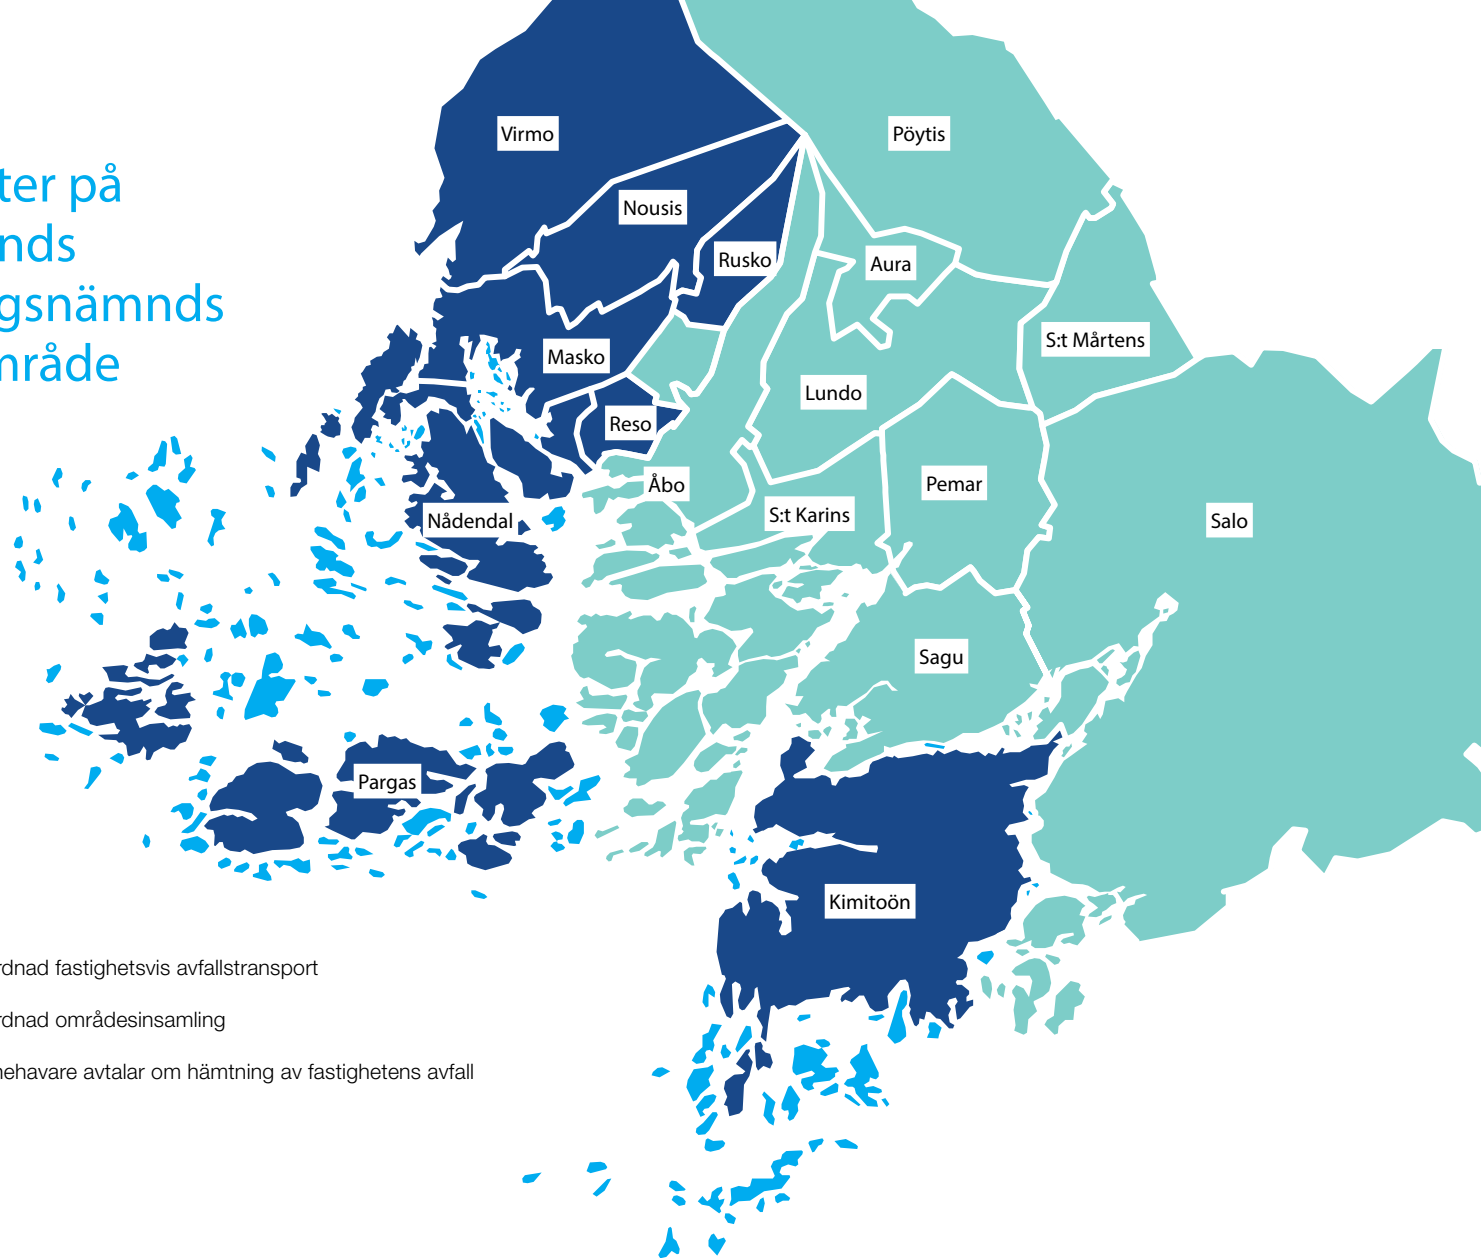 ter på
nds
gsnämnds
mråde
Virmo
Pöytis
Nousis
Rusko
Aura
S:t Mårtens
Masko
Lundo
Reso
Åbo
Pemar
S:t Karins
Nådendal
Salo
Sagu
Pargas
Kimitoön
rdnad fastighetsvis avfallstransport
rdnad områdesinsamling
nehavare avtalar om hämtning av fastighetens avfall